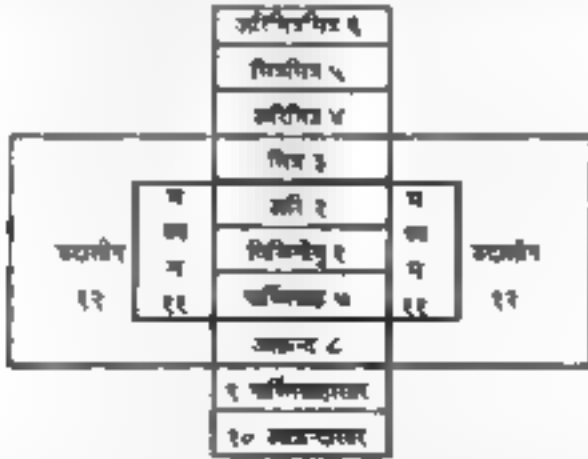 अरिमित्रमित्र ६
मित्रमित्र ५
अरिमित्र ४
मित्र ३
अरि २
विजिगीषु १
पार्ष्णिग्राह ७
आक्रन्द ८
९ पार्ष्णिग्राहासार
१० आक्रन्दासार
म
ध्य
म
११
म
ध्य
म
११
उदासीन
१२
उदासीन
१२